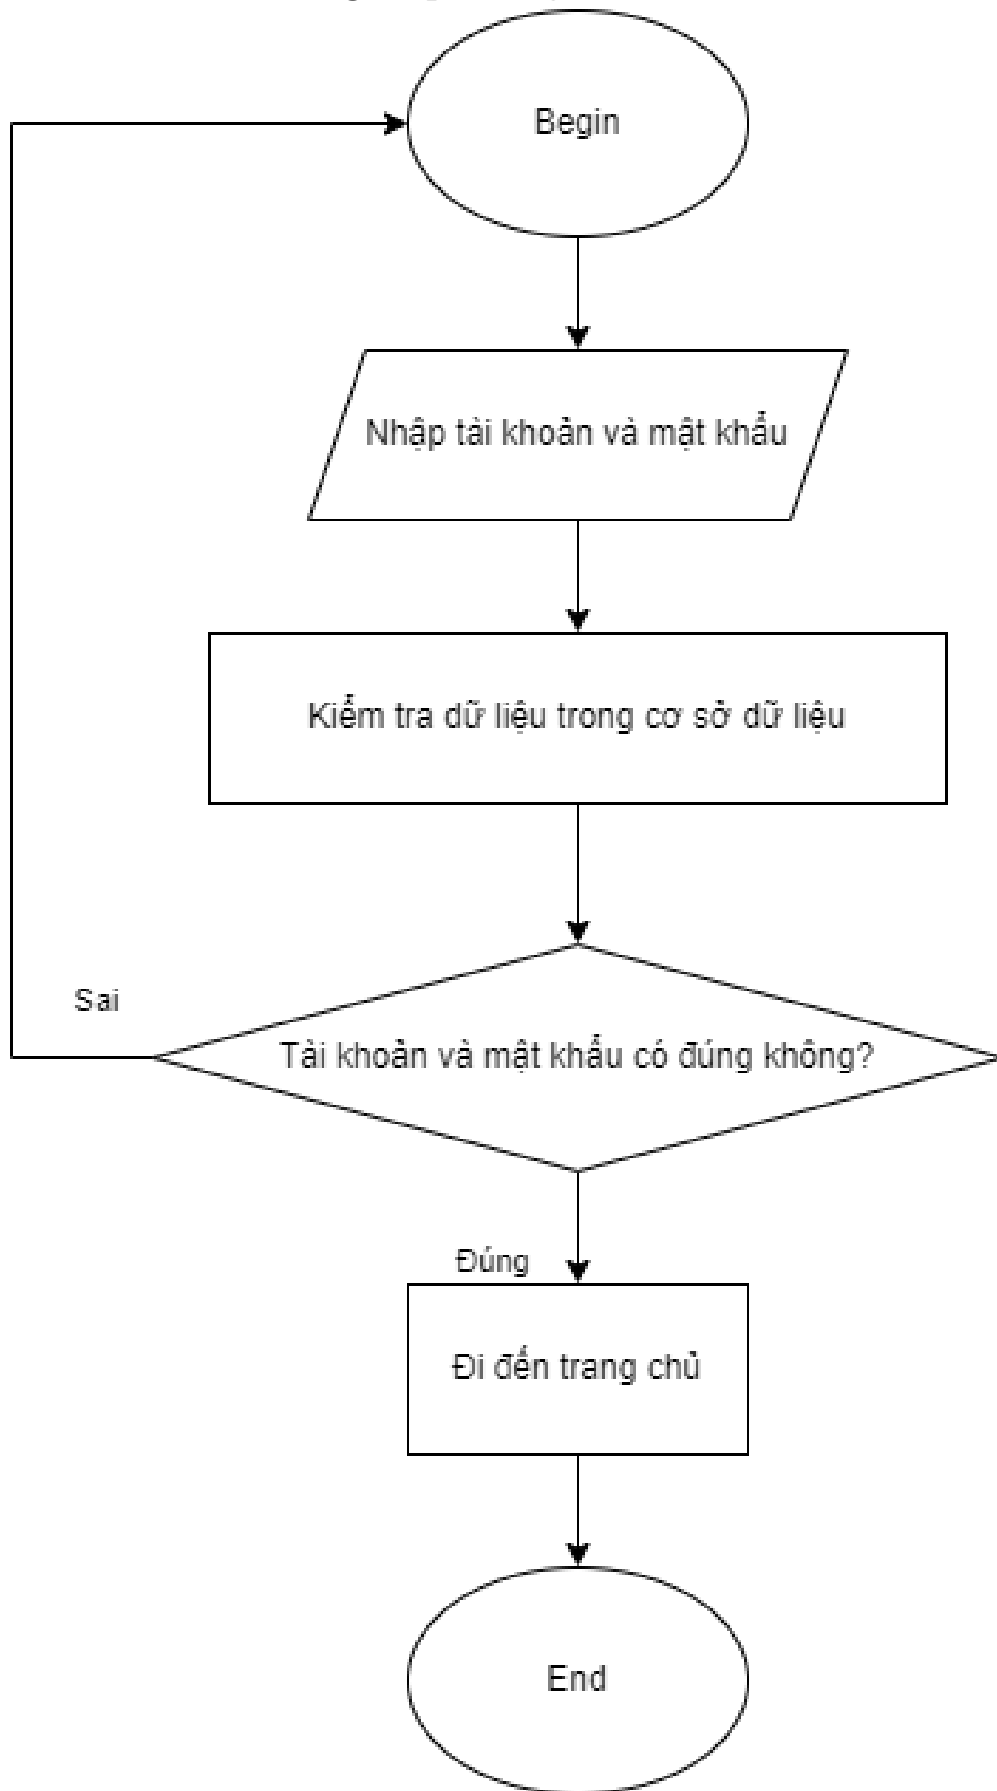 Begin
Nhập tài khoản và mật khẩu
Kiểm tra dữ liệu trong cơ sở dữ liệu
Sai
Tài khoản và mật khẩu có đúng không?
Đúng
Đi đến trang chủ
End